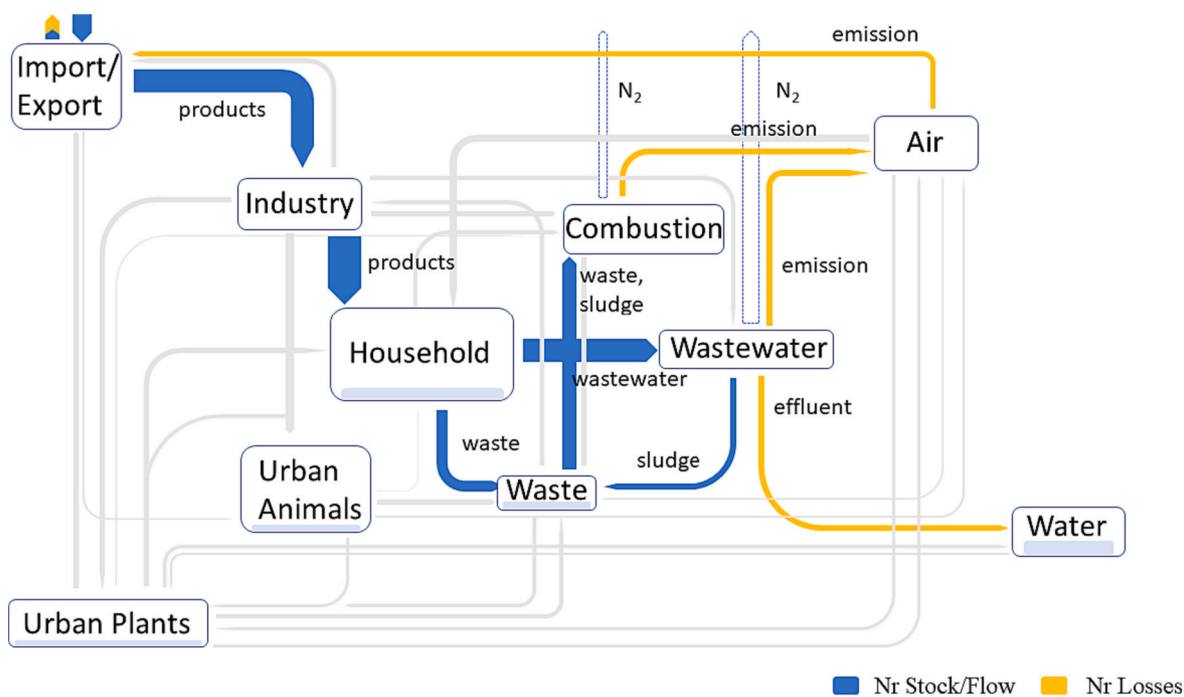 emission
Import/
Export
products
N₂
N₂
emission
Air
Industry
Combustion
products
waste,
sludge
emission
Household
Wastewater
wastewater
effluent
waste
sludge
Urban
Animals
Waste
Water
Urban Plants
Nr Stock/Flow
Nr Losses